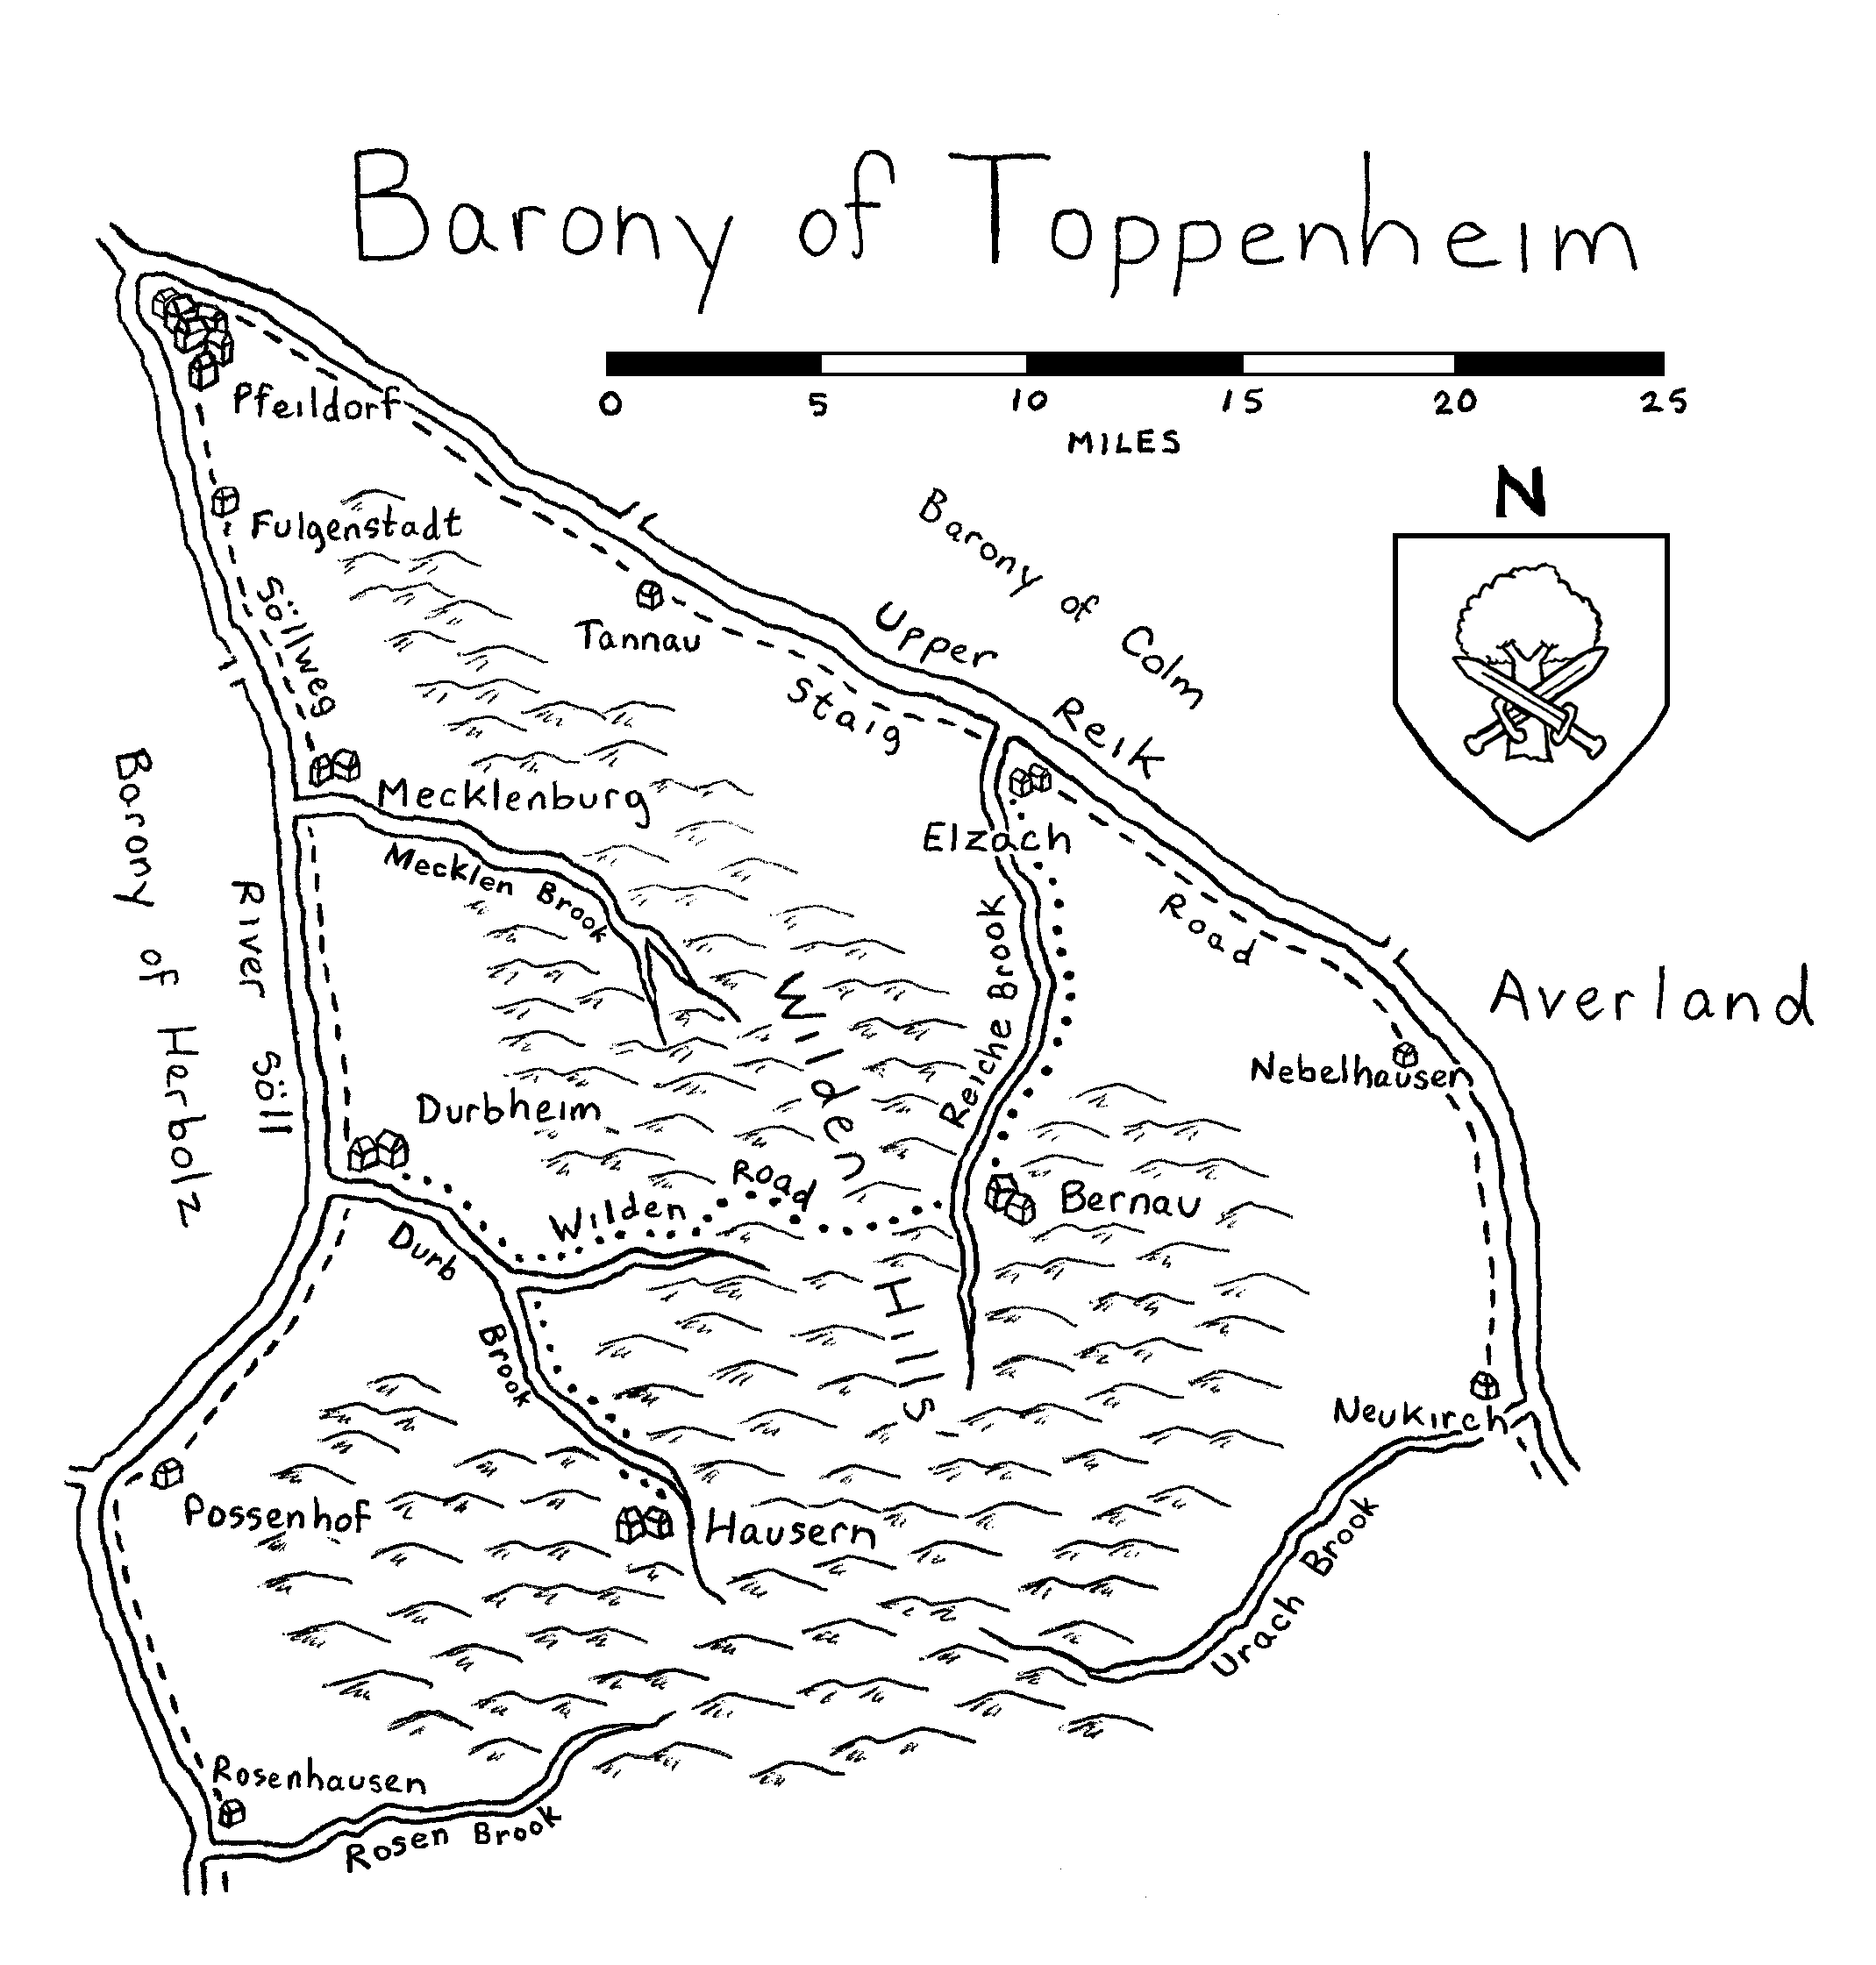 Barony of Toppenheim
0 5 10 15 20 25
MILES
N
Pfeildorf
Fulgenstadt
Söllweg
Tannau
Barony of Colm
Upper Reik
Staig Road
Mecklenburg
Mecklen Brook
Elzach
Reiche Brook
Barony of Herbolz
River Söll
Averland
Nebelhausen
Wilden Hills
Durbheim
Wilden Road
Bernau
Durb Brook
Neukirch
Possenhof
Hausern
Urach Brook
Rosenhausen
Rosen Brook